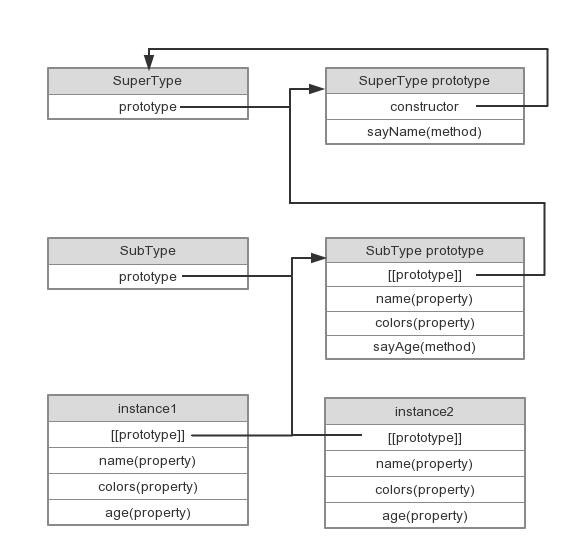 SuperType
prototype
SuperType prototype
constructor
sayName(method)
SubType
prototype
SubType prototype
[[prototype]]
name(property)
colors(property)
sayAge(method)
instance1
[[prototype]]
name(property)
colors(property)
age(property)
instance2
[[prototype]]
name(property)
colors(property)
age(property)